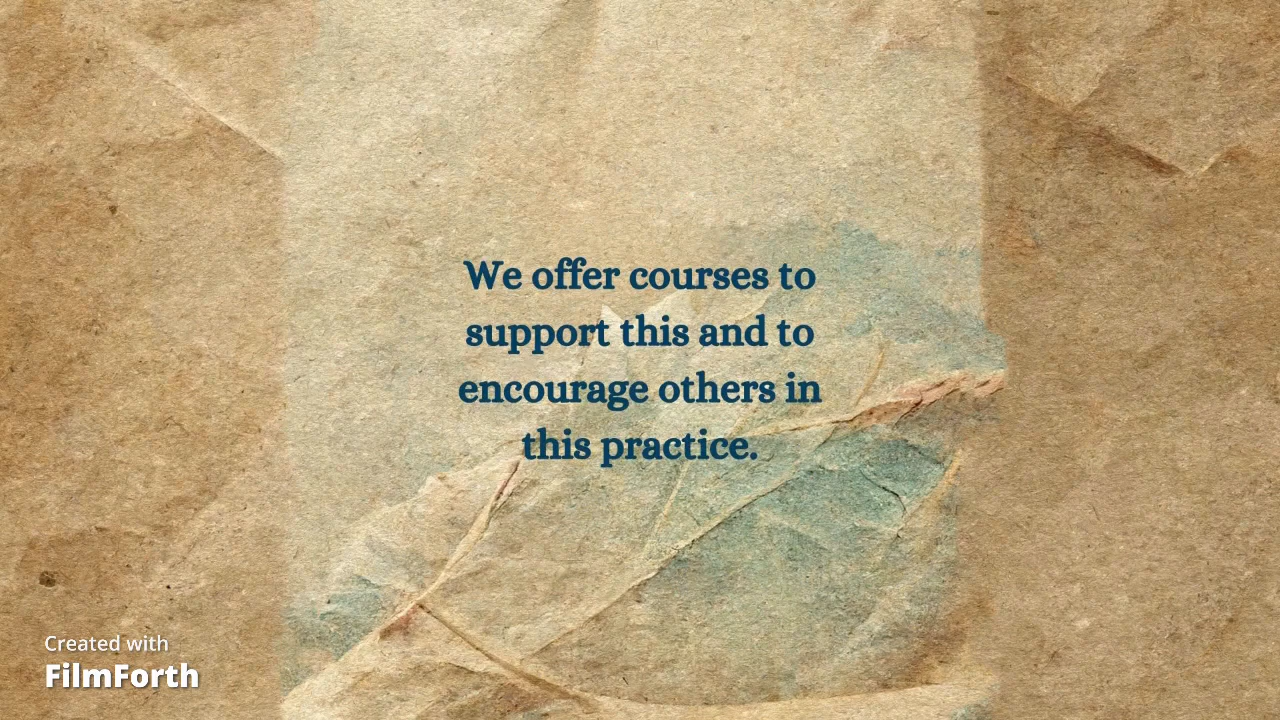 We offer courses to
support this and to
encourage others in
this practice.
Created with
FilmForth